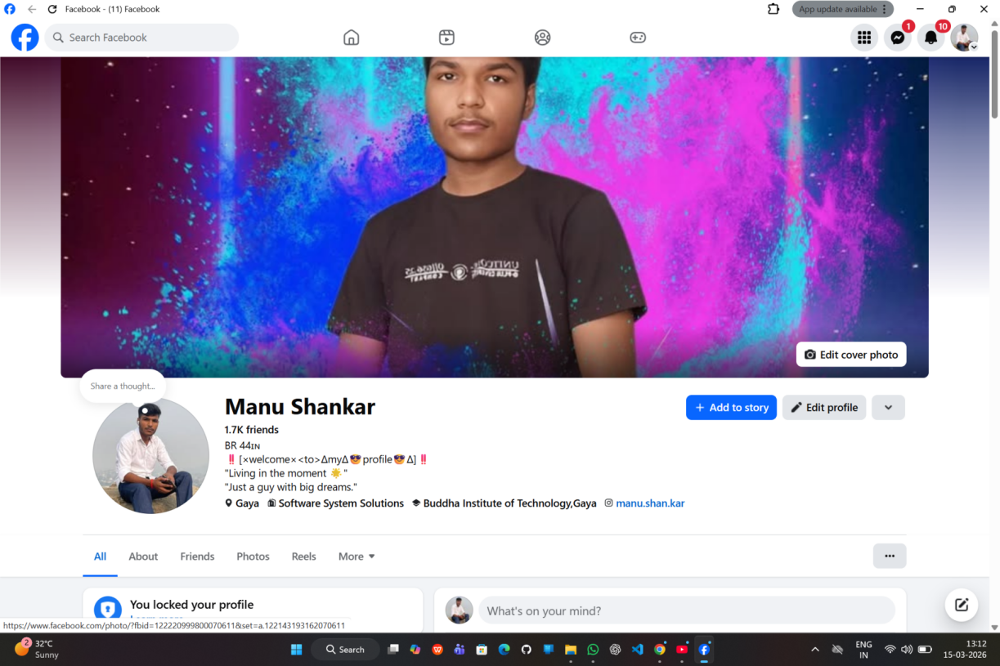 Facebook - (11) Facebook
App update available
Search Facebook
1
10
Edit cover photo
Share a thought...
Manu Shankar
1.7K friends
BR 44ɪɴ
‼️[×welcome×<to>ΔmyΔ😎profile😎Δ]‼️
"Living in the moment 🌟"
"Just a guy with big dreams."
Gaya Software System Solutions Buddha Institute of Technology,Gaya manu.shan.kar
+ Add to story
Edit profile
All About Friends Photos Reels More
You locked your profile
What's on your mind?
https://www.facebook.com/photo/?fbid=122220999800070611&set=a.122143193162070611
2
32°C
Sunny
Search
ENG
IN
13:12
15-03-2026